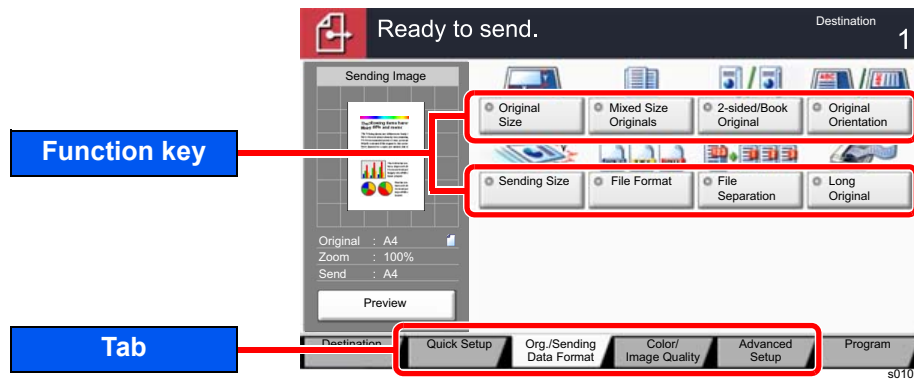 Ready to send.
Destination
1
Sending Image
Original
Size
Mixed Size
Originals
2-sided/Book
Original
Original
Orientation
Function key
Sending Size
File Format
File
Separation
Long
Original
Original : A4
Zoom : 100%
Send : A4
Preview
Tab
Destination
Quick Setup
Org./Sending
Data Format
Color/
Image Quality
Advanced
Setup
Program
s010